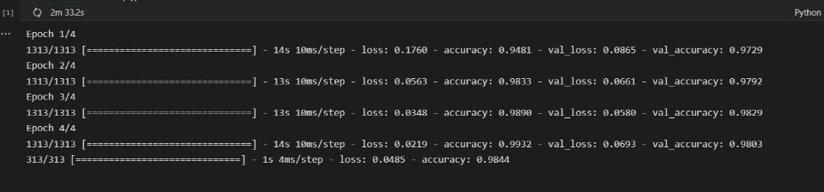 [1] 2m 33.2s Python
... Epoch 1/4
1313/1313 [==============================] - 14s 10ms/step - loss: 0.1760 - accuracy: 0.9481 - val_loss: 0.0865 - val_accuracy: 0.9729
Epoch 2/4
1313/1313 [==============================] - 13s 10ms/step - loss: 0.0563 - accuracy: 0.9833 - val_loss: 0.0661 - val_accuracy: 0.9792
Epoch 3/4
1313/1313 [==============================] - 13s 10ms/step - loss: 0.0348 - accuracy: 0.9890 - val_loss: 0.0580 - val_accuracy: 0.9829
Epoch 4/4
1313/1313 [==============================] - 14s 10ms/step - loss: 0.0219 - accuracy: 0.9932 - val_loss: 0.0693 - val_accuracy: 0.9803
313/313 [==============================] - 1s 4ms/step - loss: 0.0485 - accuracy: 0.9844